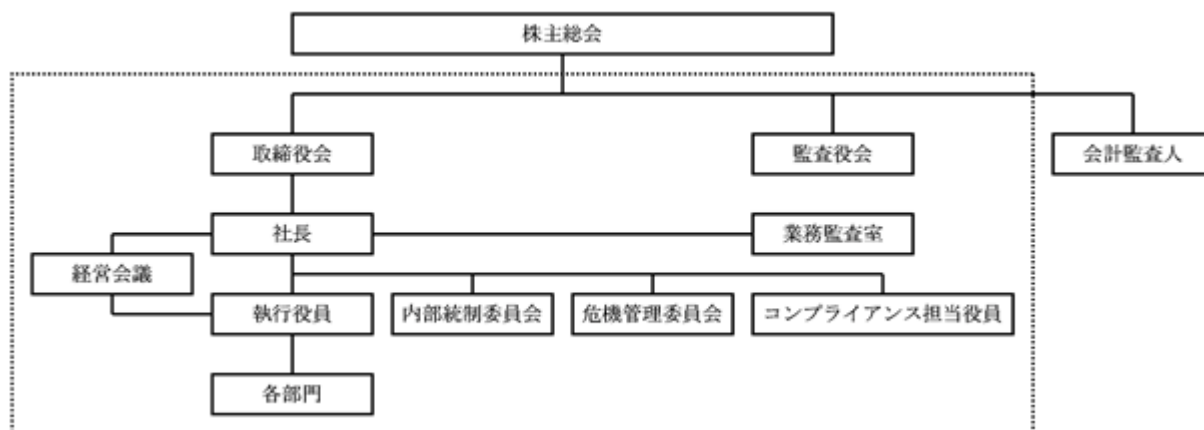 株主総会
取締役会
監査役会
会計監査人
社長
業務監査室
経営会議
執行役員
内部統制委員会
危機管理委員会
コンプライアンス担当役員
各部門